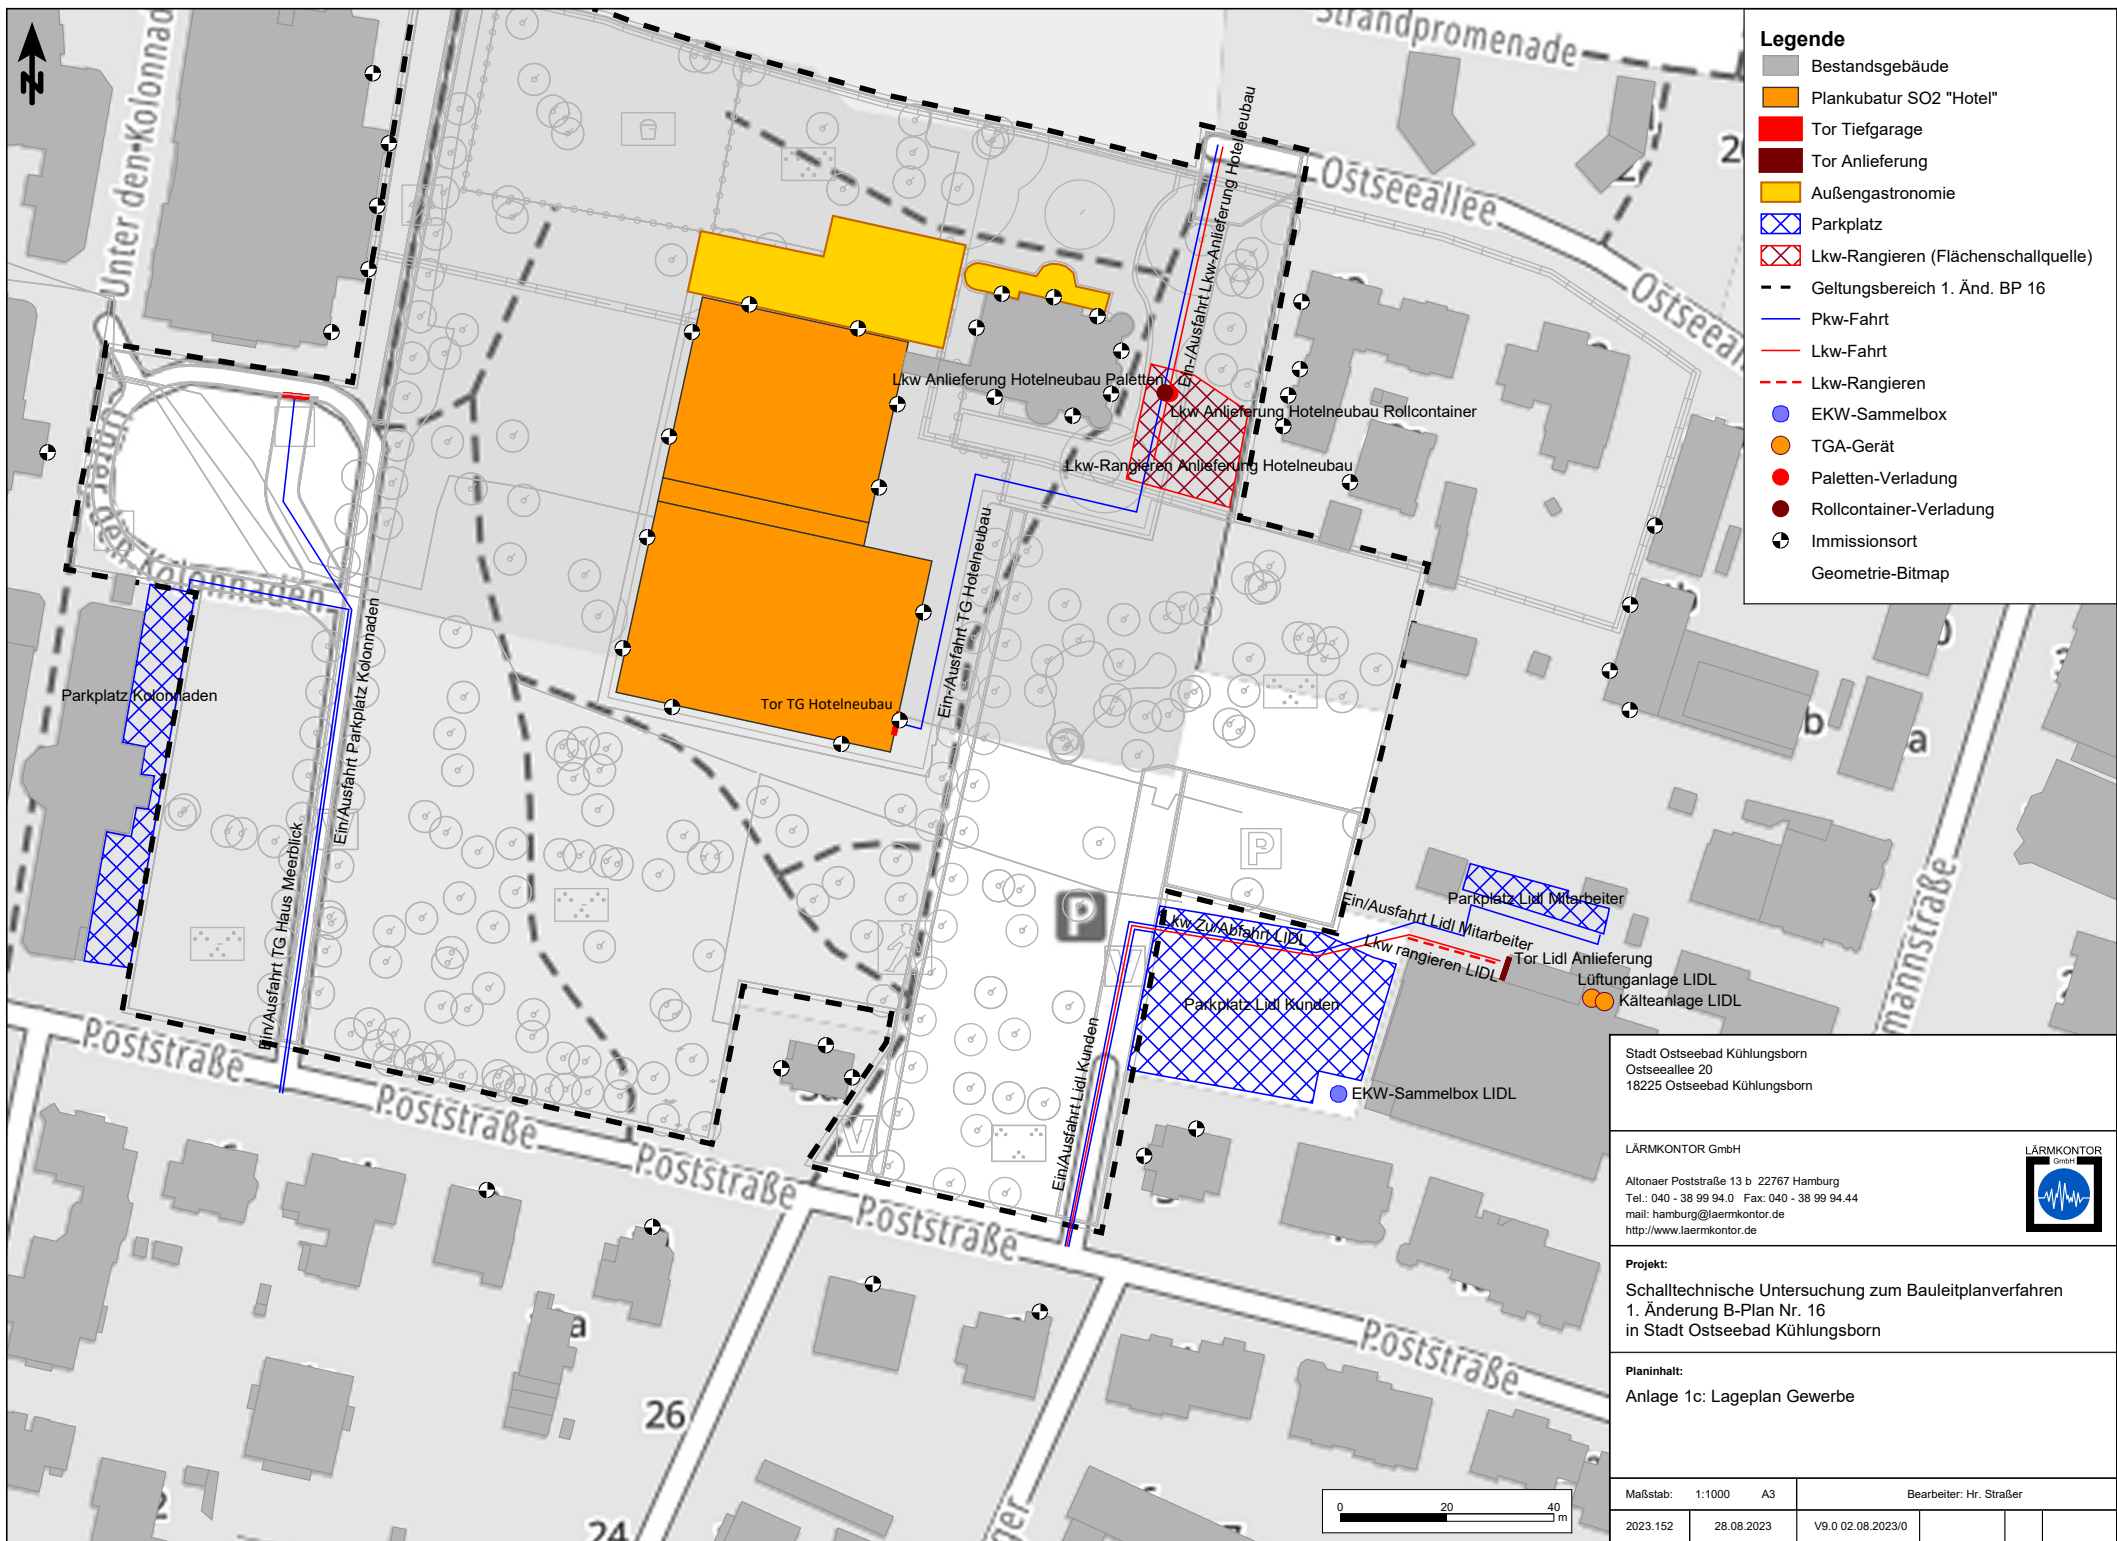 Strandpromenade
Unter den Kolonnad
Ostseeallee
Ostseeall
Ein-/Ausfahrt Lkw-Anlieferung Hotelneubau
Lkw Anlieferung Hotelneubau Paletten
Lkw Anlieferung Hotelneubau Rollcontainer
Lkw-Rangieren Anlieferung Hotelneubau
Unter den Kolonnaden
Ein-/Ausfahrt TG Hotelneubau
Ein/Ausfahrt Parkplatz Kolonnaden
Parkplatz Kolonnaden
Tor TG Hotelneubau
b
a
P
P
Ein/Ausfahrt TG Haus Meerblick
Parkplatz Lidl Mitarbeiter
Ein/Ausfahrt Lidl Mitarbeiter
Lkw Zu/Abfahrt LIDL
Lkw rangieren LIDL
Tor Lidl Anlieferung
Lüftunganlage LIDL
Kälteanlage LIDL
Parkplatz Lidl Kunden
EKW-Sammelbox LIDL
Ein/Ausfahrt Lidl Kunden
mannstraße
Poststraße
Poststraße
Poststraße
Poststraße
Poststraße
a
26
24
ger
0 20 40
m
N
Legende
Bestandsgebäude
Plankubatur SO2 "Hotel"
Tor Tiefgarage
Tor Anlieferung
Außengastronomie
Parkplatz
Lkw-Rangieren (Flächenschallquelle)
Geltungsbereich 1. Änd. BP 16
Pkw-Fahrt
Lkw-Fahrt
Lkw-Rangieren
EKW-Sammelbox
TGA-Gerät
Paletten-Verladung
Rollcontainer-Verladung
Immissionsort
Geometrie-Bitmap
Stadt Ostseebad Kühlungsborn
Ostseeallee 20
18225 Ostseebad Kühlungsborn
LÄRMKONTOR GmbH
Altonaer Poststraße 13 b 22767 Hamburg
Tel.: 040 - 38 99 94.0 Fax: 040 - 38 99 94.44
mail: hamburg@laermkontor.de
http://www.laermkontor.de
LÄRMKONTOR
GmbH
Projekt:
Schalltechnische Untersuchung zum Bauleitplanverfahren
1. Änderung B-Plan Nr. 16
in Stadt Ostseebad Kühlungsborn
Planinhalt:
Anlage 1c: Lageplan Gewerbe
Maßstab: 1:1000 A3 Bearbeiter: Hr. Straßer
2023.152 28.08.2023 V9.0 02.08.2023/0